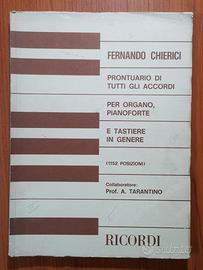 FERNANDO CHIERICI
PRONTUARIO DI
TUTTI GLI ACCORDI
PER ORGANO,
PIANOFORTE
E TASTIERE
IN GENERE
(1152 POSIZIONI)
Collaboratore:
Prof. A. TARANTINO
RICORDI